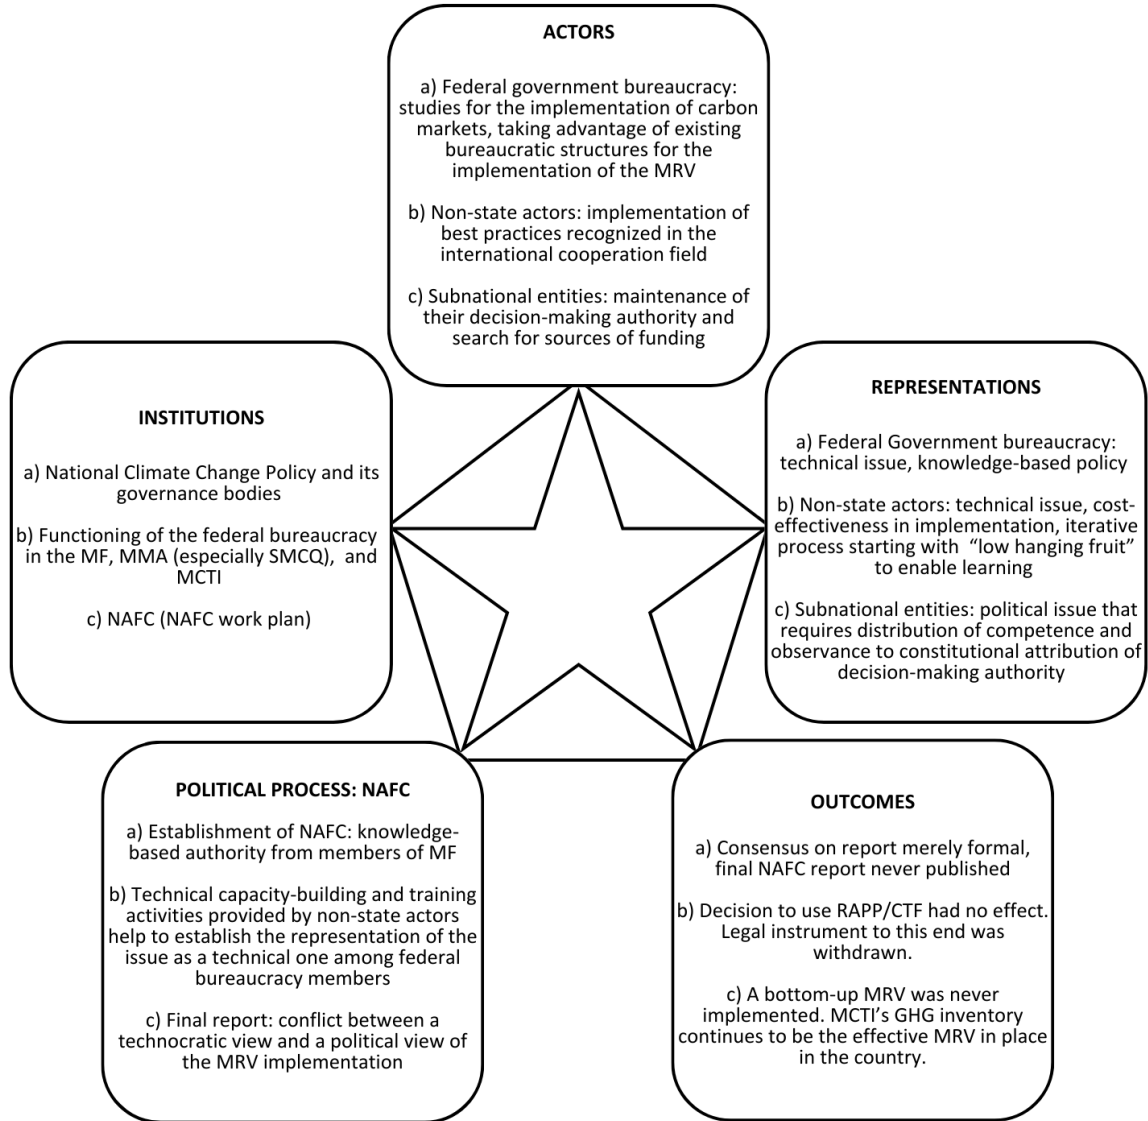 ACTORS
a) Federal government bureaucracy:
studies for the implementation of carbon
markets, taking advantage of existing
bureaucratic structures for the
implementation of the MRV
b) Non-state actors: implementation of
best practices recognized in the
international cooperation field
c) Subnational entities: maintenance of
their decision-making authority and
search for sources of funding
INSTITUTIONS
a) National Climate Change Policy and its
governance bodies
b) Functioning of the federal bureaucracy
in the MF, MMA (especially SMCQ), and
MCTI
c) NAFC (NAFC work plan)
REPRESENTATIONS
a) Federal Government bureaucracy:
technical issue, knowledge-based policy
b) Non-state actors: technical issue, cost-
effectiveness in implementation, iterative
process starting with “low hanging fruit”
to enable learning
c) Subnational entities: political issue that
requires distribution of competence and
observance to constitutional attribution of
decision-making authority
POLITICAL PROCESS: NAFC
a) Establishment of NAFC: knowledge-
based authority from members of MF
b) Technical capacity-building and training
activities provided by non-state actors
help to establish the representation of the
issue as a technical one among federal
bureaucracy members
c) Final report: conflict between a
technocratic view and a political view of
the MRV implementation
OUTCOMES
a) Consensus on report merely formal,
final NAFC report never published
b) Decision to use RAPP/CTF had no effect.
Legal instrument to this end was
withdrawn.
c) A bottom-up MRV was never
implemented. MCTI’s GHG inventory
continues to be the effective MRV in place
in the country.